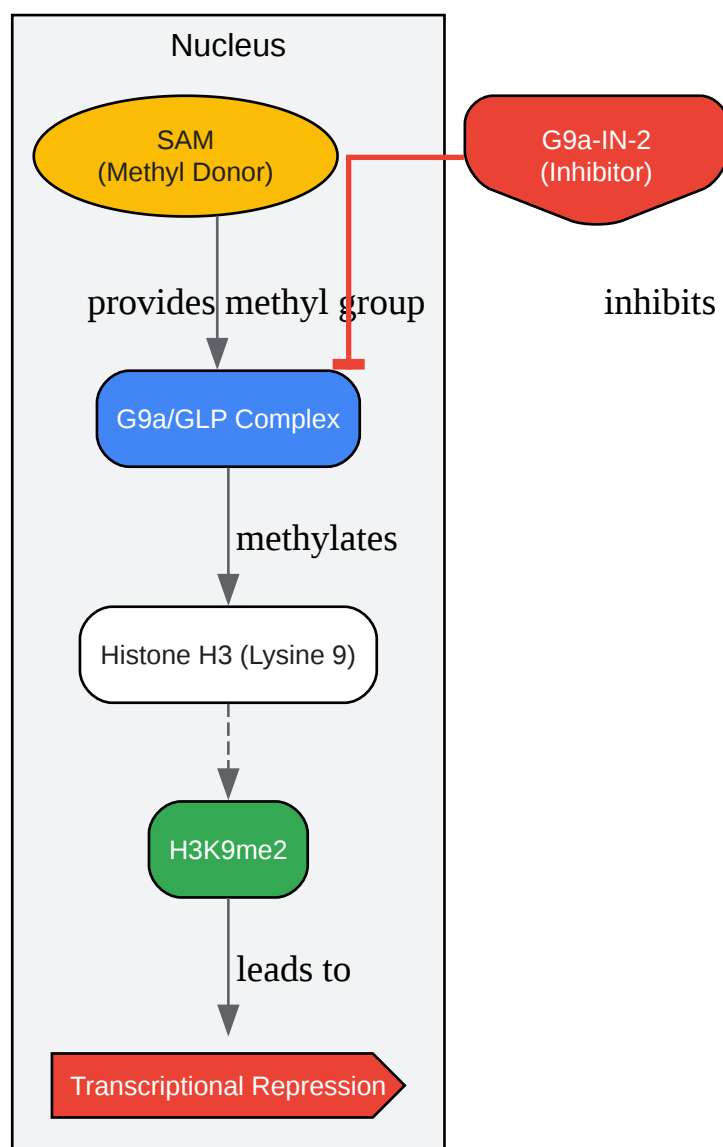 Nucleus
SAM
(Methyl Donor)
G9a-IN-2
(Inhibitor)
provides methyl group
inhibits
G9a/GLP Complex
methylates
Histone H3 (Lysine 9)
H3K9me2
leads to
Transcriptional Repression